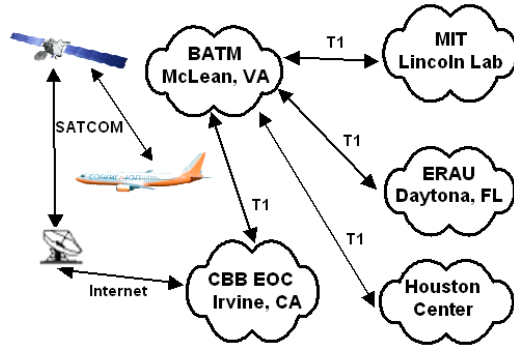 BATM
McLean, VA
T1
MIT
Lincoln Lab
SATCOM
T1
ERAU
Daytona, FL
T1
T1
Internet
CBB EOC
Irvine, CA
Houston
Center